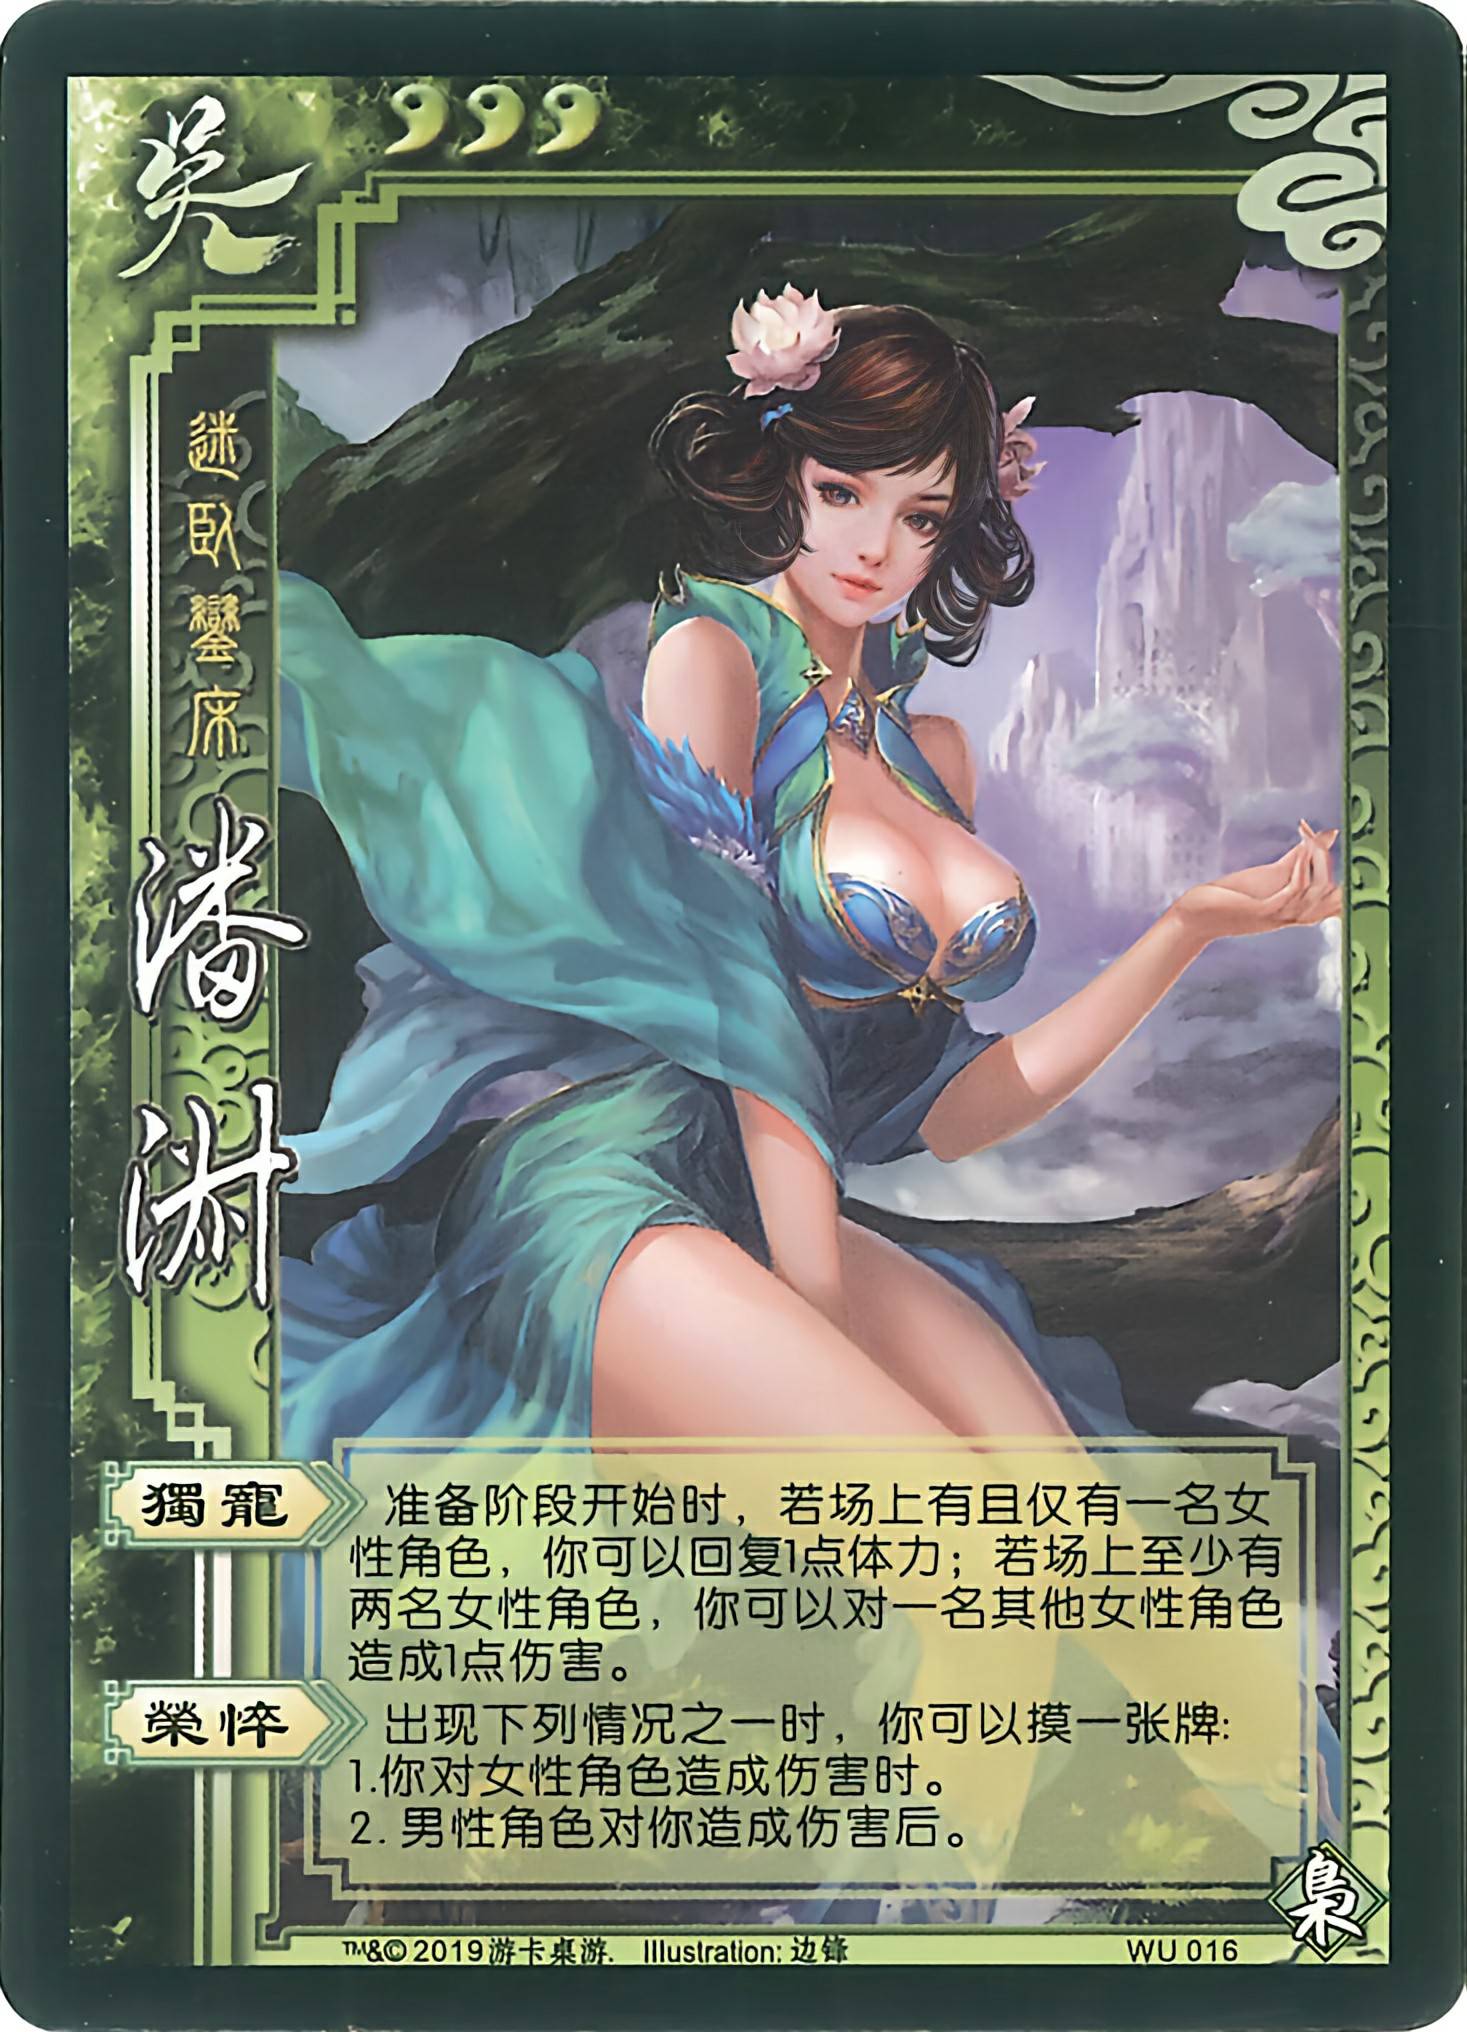 吳
迷臥鑾床
潘淑
獨寵
准备阶段开始时，若场上有且仅有一名女
性角色，你可以回复1点体力；若场上至少有
两名女性角色，你可以对一名其他女性角色
造成1点伤害。
榮悴
出现下列情况之一时，你可以摸一张牌:
1.你对女性角色造成伤害时。
2.男性角色对你造成伤害后。
梟
™&©2019游卡桌游. Illustration:边锋
WU 016